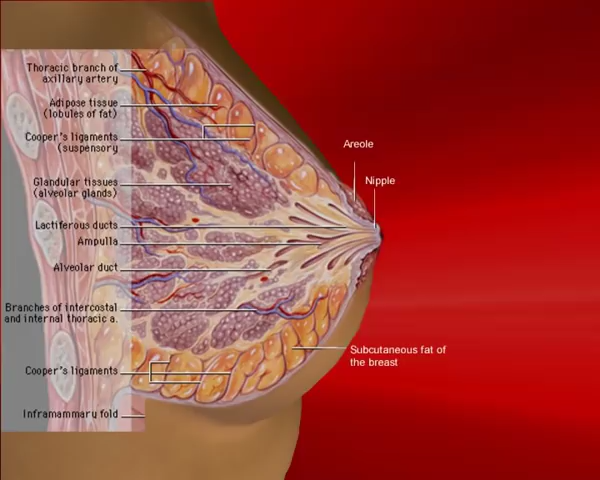 Thoracic branch of
axillary artery
Adipose tissue
(lobules of fat)
Cooper's ligaments
(suspensory
Areole
Nipple
Glandular tissues
(alveolar glands)
Lactiferous ducts
Ampulla
Alveolar duct
Branches of intercostal
and internal thoracic a.
Subcutaneous fat of
the breast
Cooper's ligaments
Inframammary fold